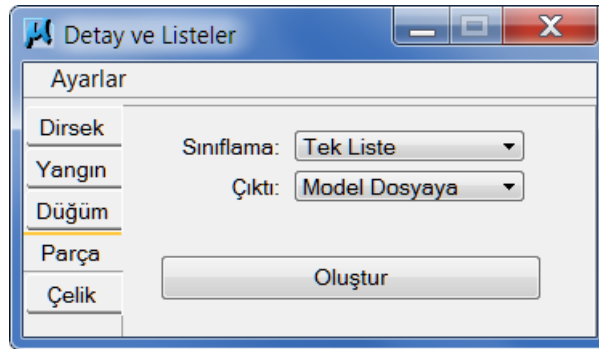 Detay ve Listeler
Ayarlar
Dirsek
Yangın
Düğüm
Parça
Çelik
Sınıflama: Tek Liste
Çıktı: Model Dosyaya
Oluştur